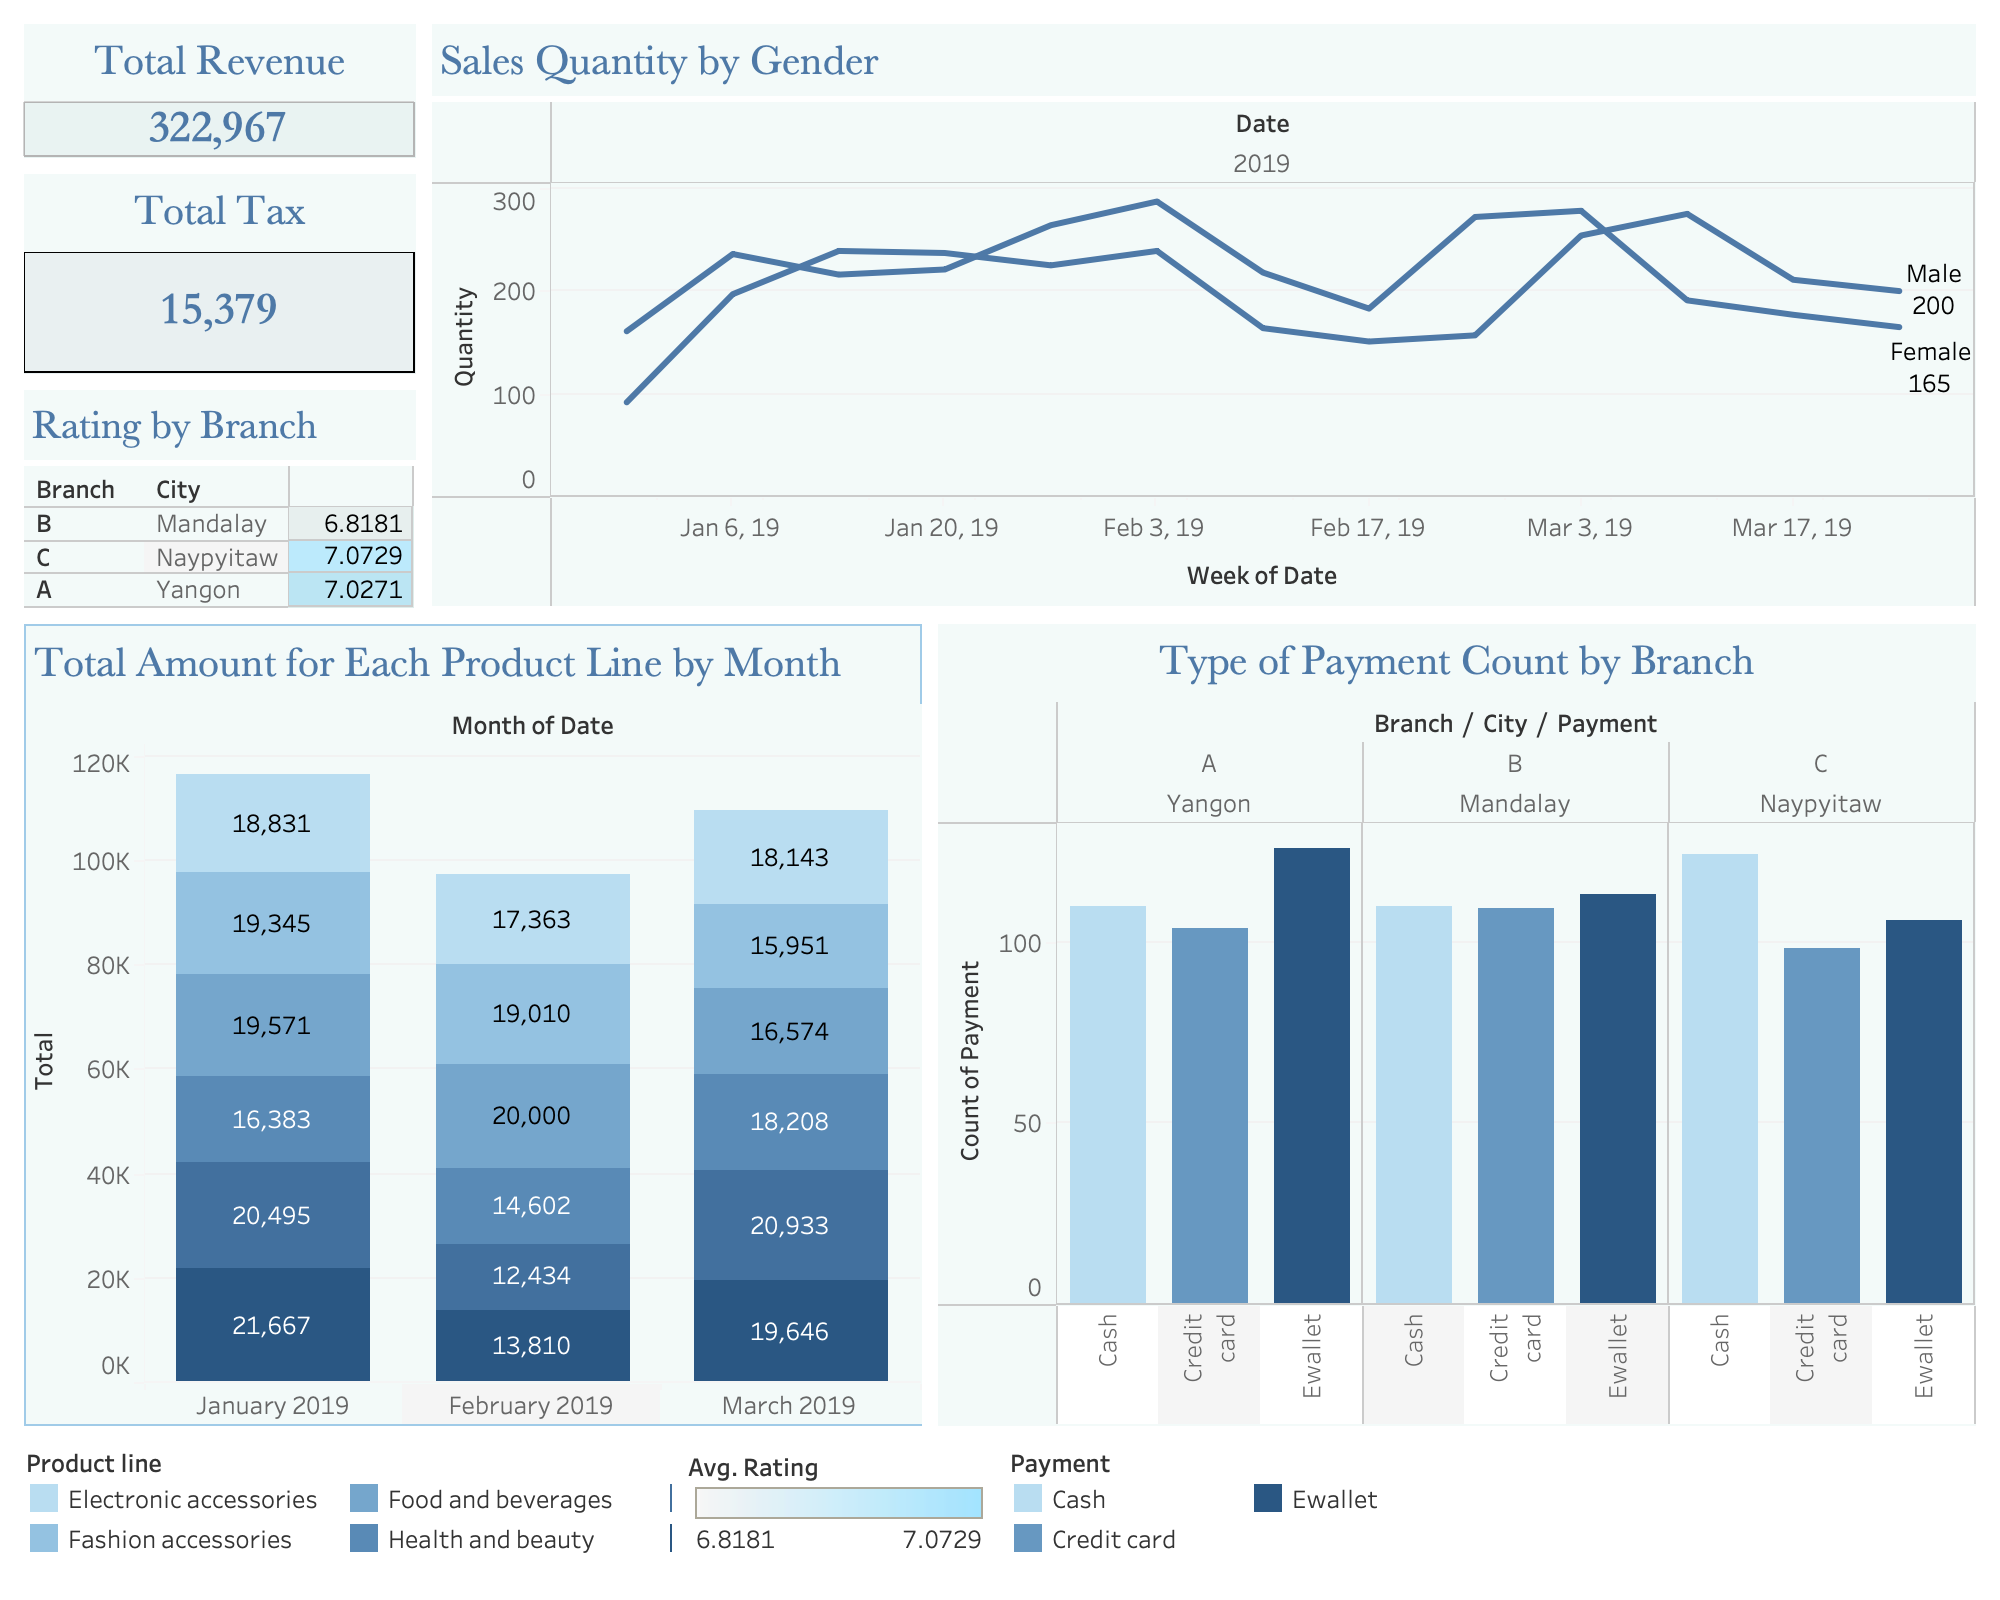 Total Revenue
322,967
Total Tax
15,379
Rating by Branch
Branch City
B Mandalay 6.8181
C Naypyitaw 7.0729
A Yangon 7.0271
Sales Quantity by Gender
Date
2019
Quantity
300
200
100
0
Male
200
Female
165
Jan 6, 19 Jan 20, 19 Feb 3, 19 Feb 17, 19 Mar 3, 19 Mar 17, 19
Week of Date
Total Amount for Each Product Line by Month
Month of Date
Total
120K
100K
80K
60K
40K
20K
0K
18,831
19,345
19,571
16,383
20,495
21,667
17,363
19,010
20,000
14,602
12,434
13,810
18,143
15,951
16,574
18,208
20,933
19,646
January 2019 February 2019 March 2019
Type of Payment Count by Branch
Branch / City / Payment
A B C
Yangon Mandalay Naypyitaw
Count of Payment
100
50
0
Cash
Credit
card
Ewallet
Cash
Credit
card
Ewallet
Cash
Credit
card
Ewallet
Product line
Electronic accessories
Fashion accessories
Food and beverages
Health and beauty
Avg. Rating
6.8181 7.0729
Payment
Cash
Credit card
Ewallet